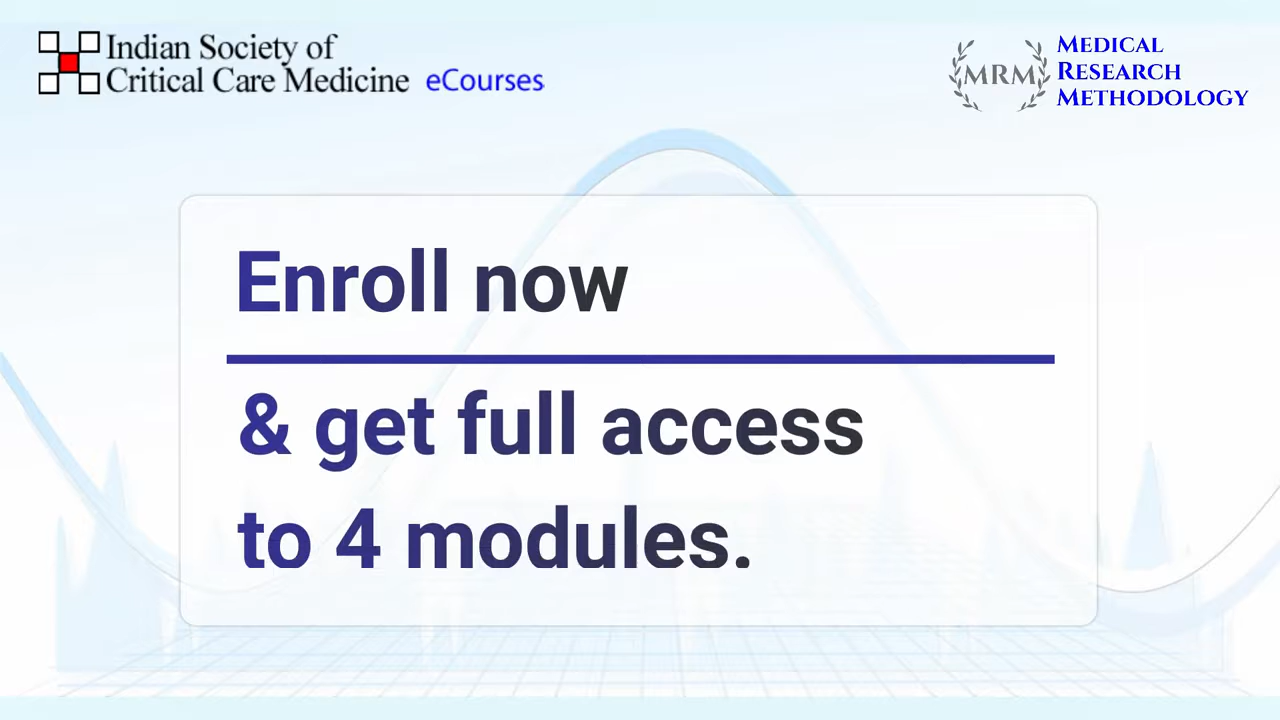 Indian Society of
Critical Care Medicine eCourses
MRM
MEDICAL
RESEARCH
METHODOLOGY
Enroll now
& get full access
to 4 modules.